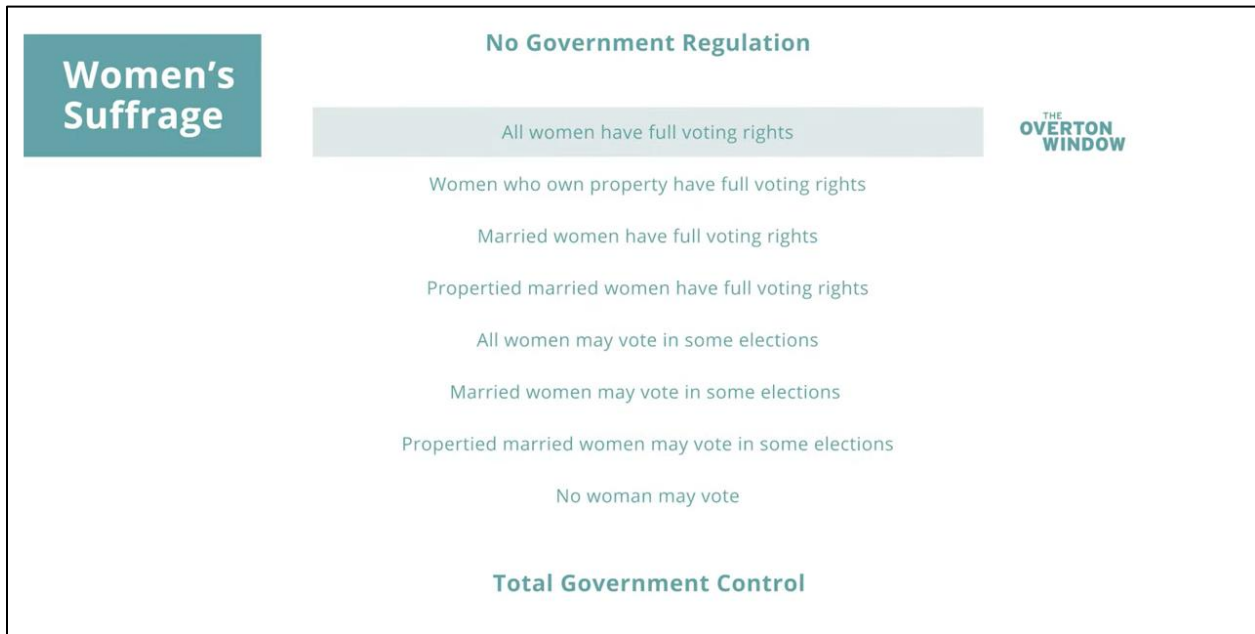 Women's
Suffrage
No Government Regulation
All women have full voting rights
THE
OVERTON
WINDOW
Women who own property have full voting rights
Married women have full voting rights
Propertied married women have full voting rights
All women may vote in some elections
Married women may vote in some elections
Propertied married women may vote in some elections
No woman may vote
Total Government Control